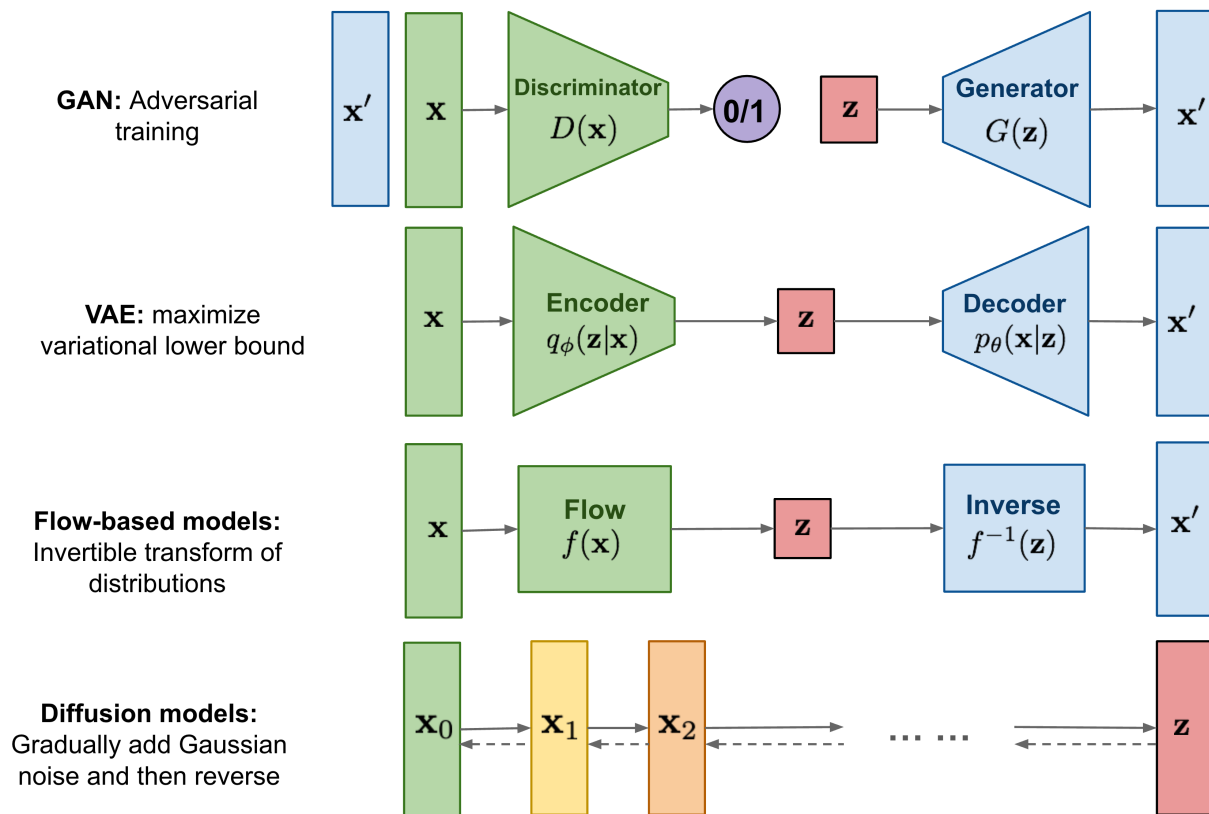 GAN: Adversarial
training
x′
x
Discriminator
D(x)
0/1
z
Generator
G(z)
x′
VAE: maximize
variational lower bound
x
Encoder
qϕ(z|x)
z
Decoder
pθ(x|z)
x′
Flow-based models:
Invertible transform of
distributions
x
Flow
f(x)
z
Inverse
f⁻¹(z)
x′
Diffusion models:
Gradually add Gaussian
noise and then reverse
x₀
x₁
x₂
... ...
z